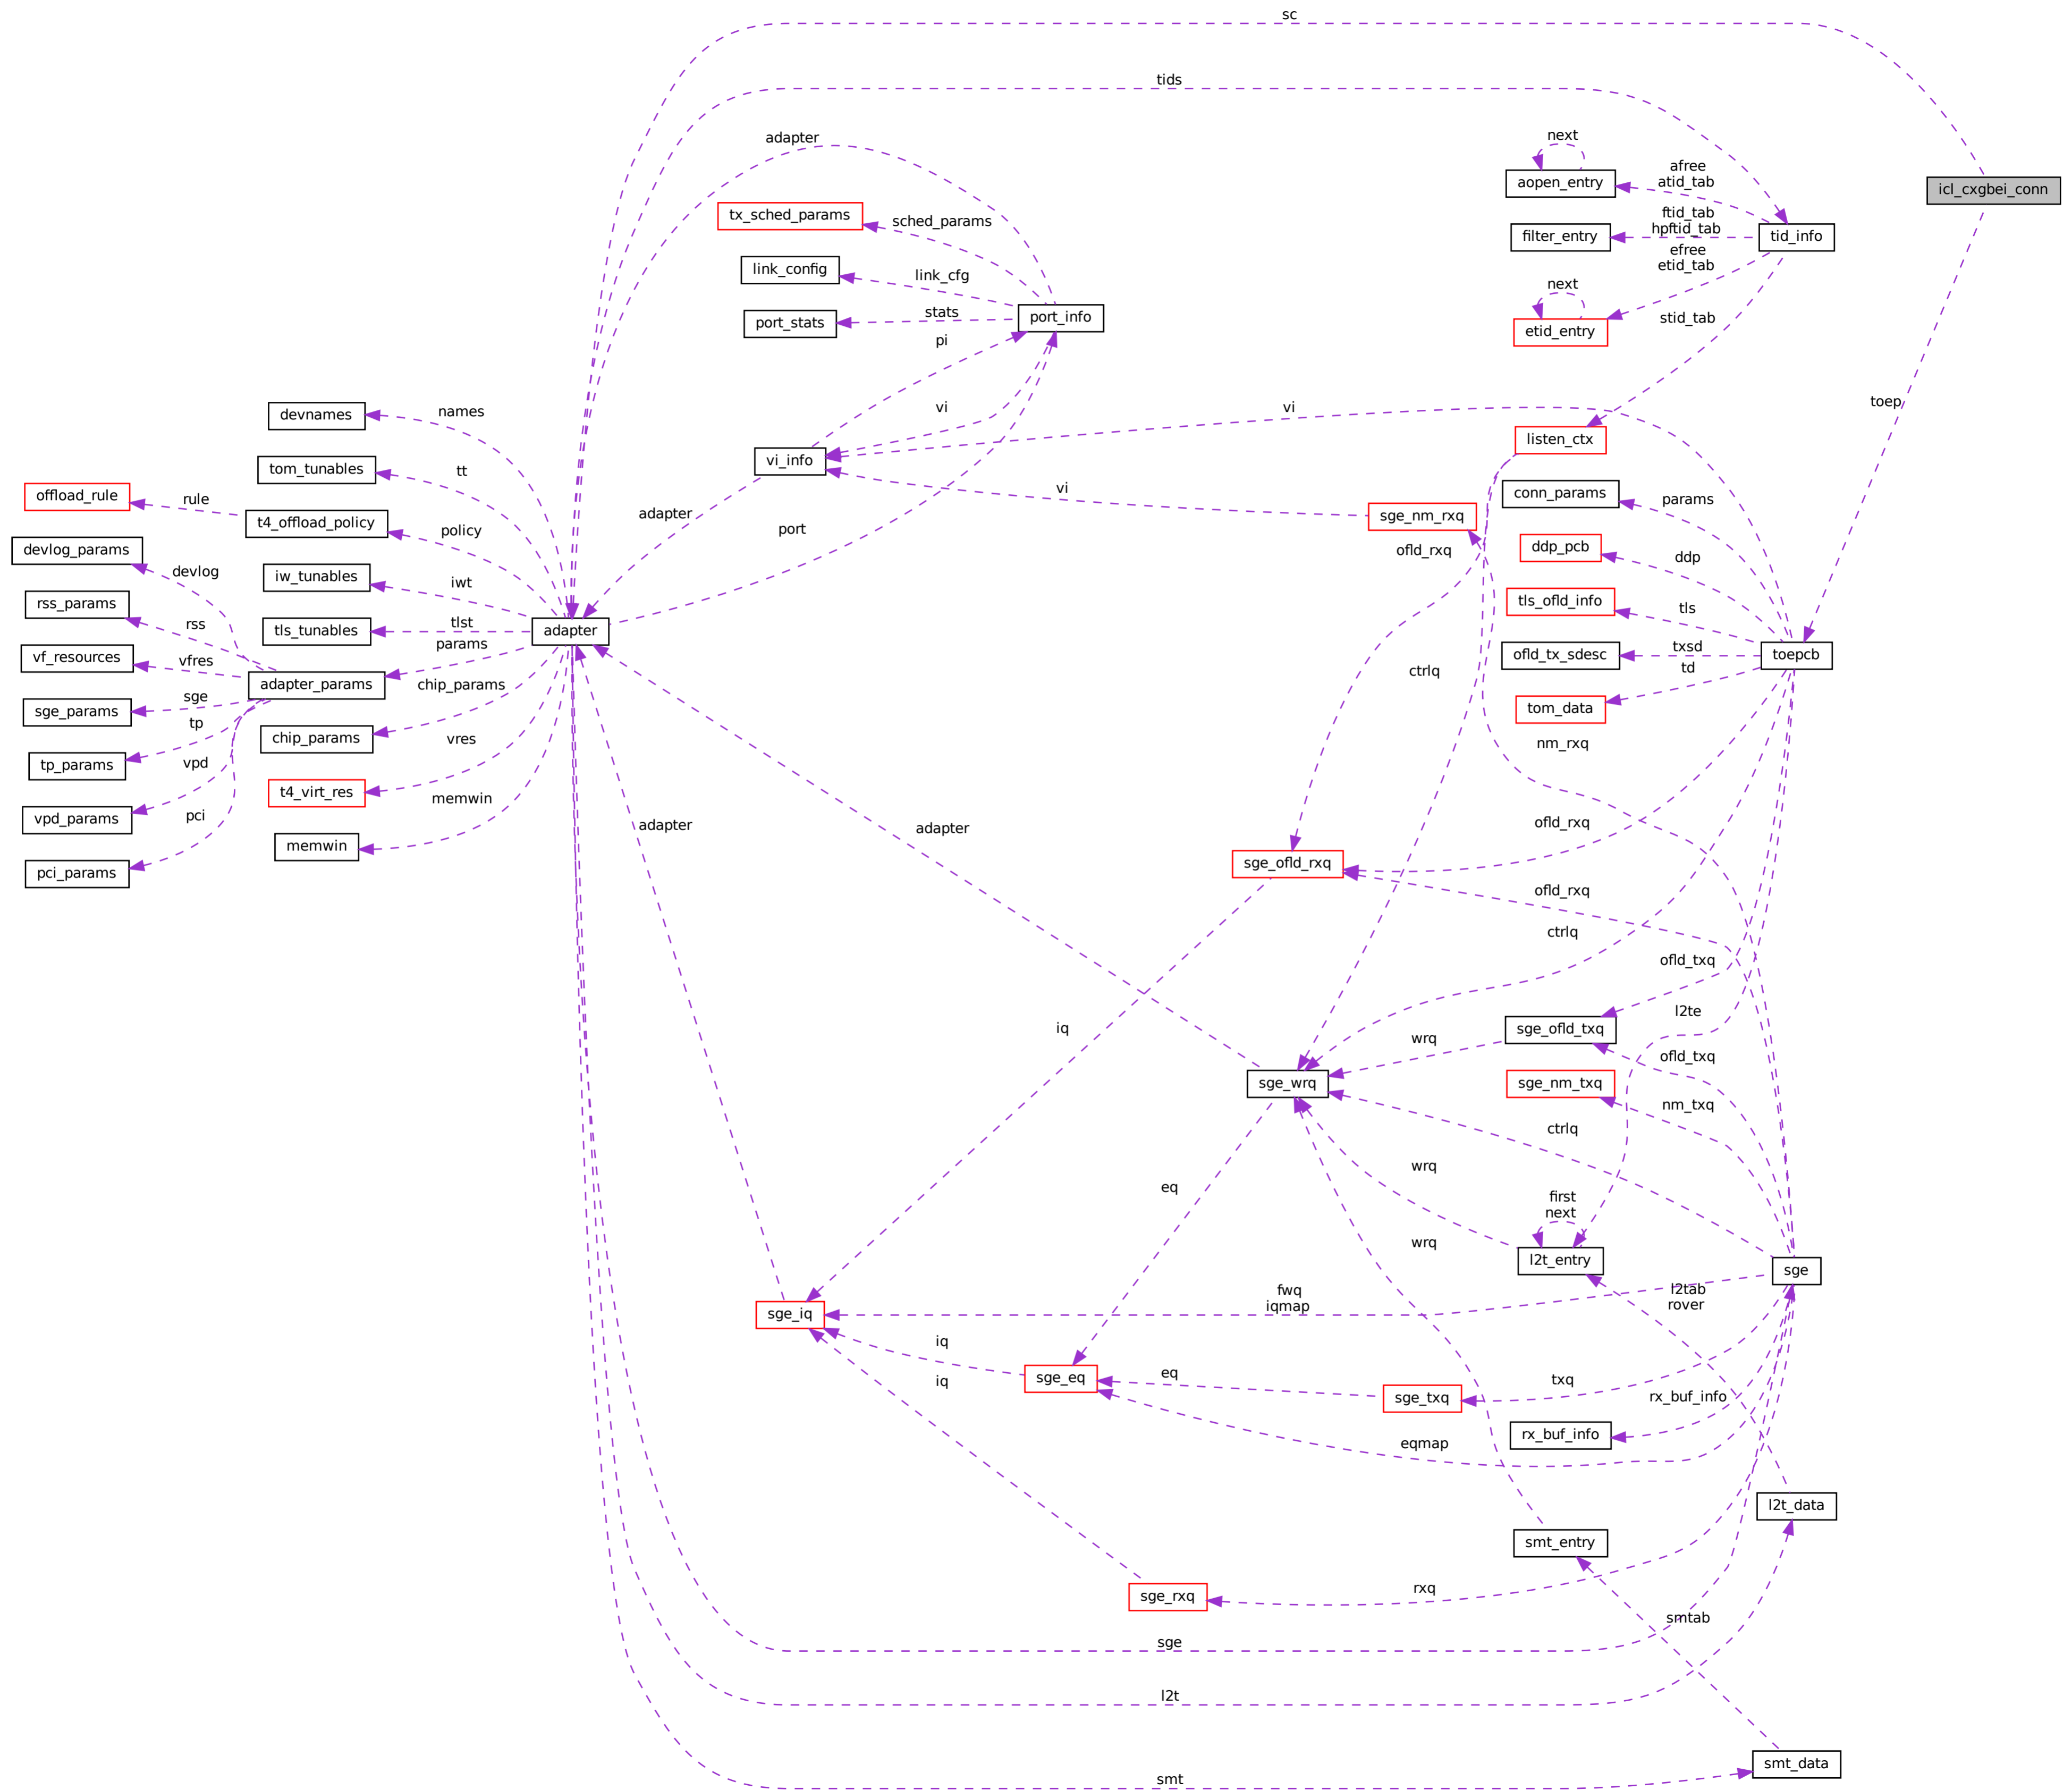 sc
tids
next
adapter
afree
atid_tab
aopen_entry
icl_cxgbei_conn
tx_sched_params
sched_params
ftid_tab
hpftid_tab
filter_entry
tid_info
efree
etid_tab
link_config
link_cfg
next
port_stats
stats
port_info
stid_tab
etid_entry
pi
toep
devnames
names
vi
vi
listen_ctx
tom_tunables
tt
vi_info
vi
conn_params
params
offload_rule
rule
t4_offload_policy
policy
adapter
port
sge_nm_rxq
ofld_rxq
ddp_pcb
ddp
devlog_params
devlog
iw_tunables
iwt
rss_params
rss
tls_tunables
tlst
adapter
tls_ofld_info
tls
vf_resources
vfres
params
ctrlq
ofld_tx_sdesc
txsd
td
toepcb
adapter_params
chip_params
sge_params
sge
tom_data
tp
chip_params
vres
nm_rxq
tp_params
vpd
t4_virt_res
memwin
vpd_params
pci
adapter
adapter
ofld_rxq
memwin
pci_params
sge_ofld_rxq
ofld_rxq
ctrlq
ofld_txq
l2te
iq
wrq
sge_ofld_txq
ofld_txq
sge_wrq
sge_nm_txq
nm_txq
ctrlq
wrq
eq
first
next
wrq
l2t_entry
sge
fwq
iqmap
l2tab
rover
sge_iq
iq
sge_eq
eq
txq
iq
sge_txq
rx_buf_info
eqmap
rx_buf_info
l2t_data
smt_entry
rxq
sge_rxq
smtab
sge
l2t
smt_data
smt